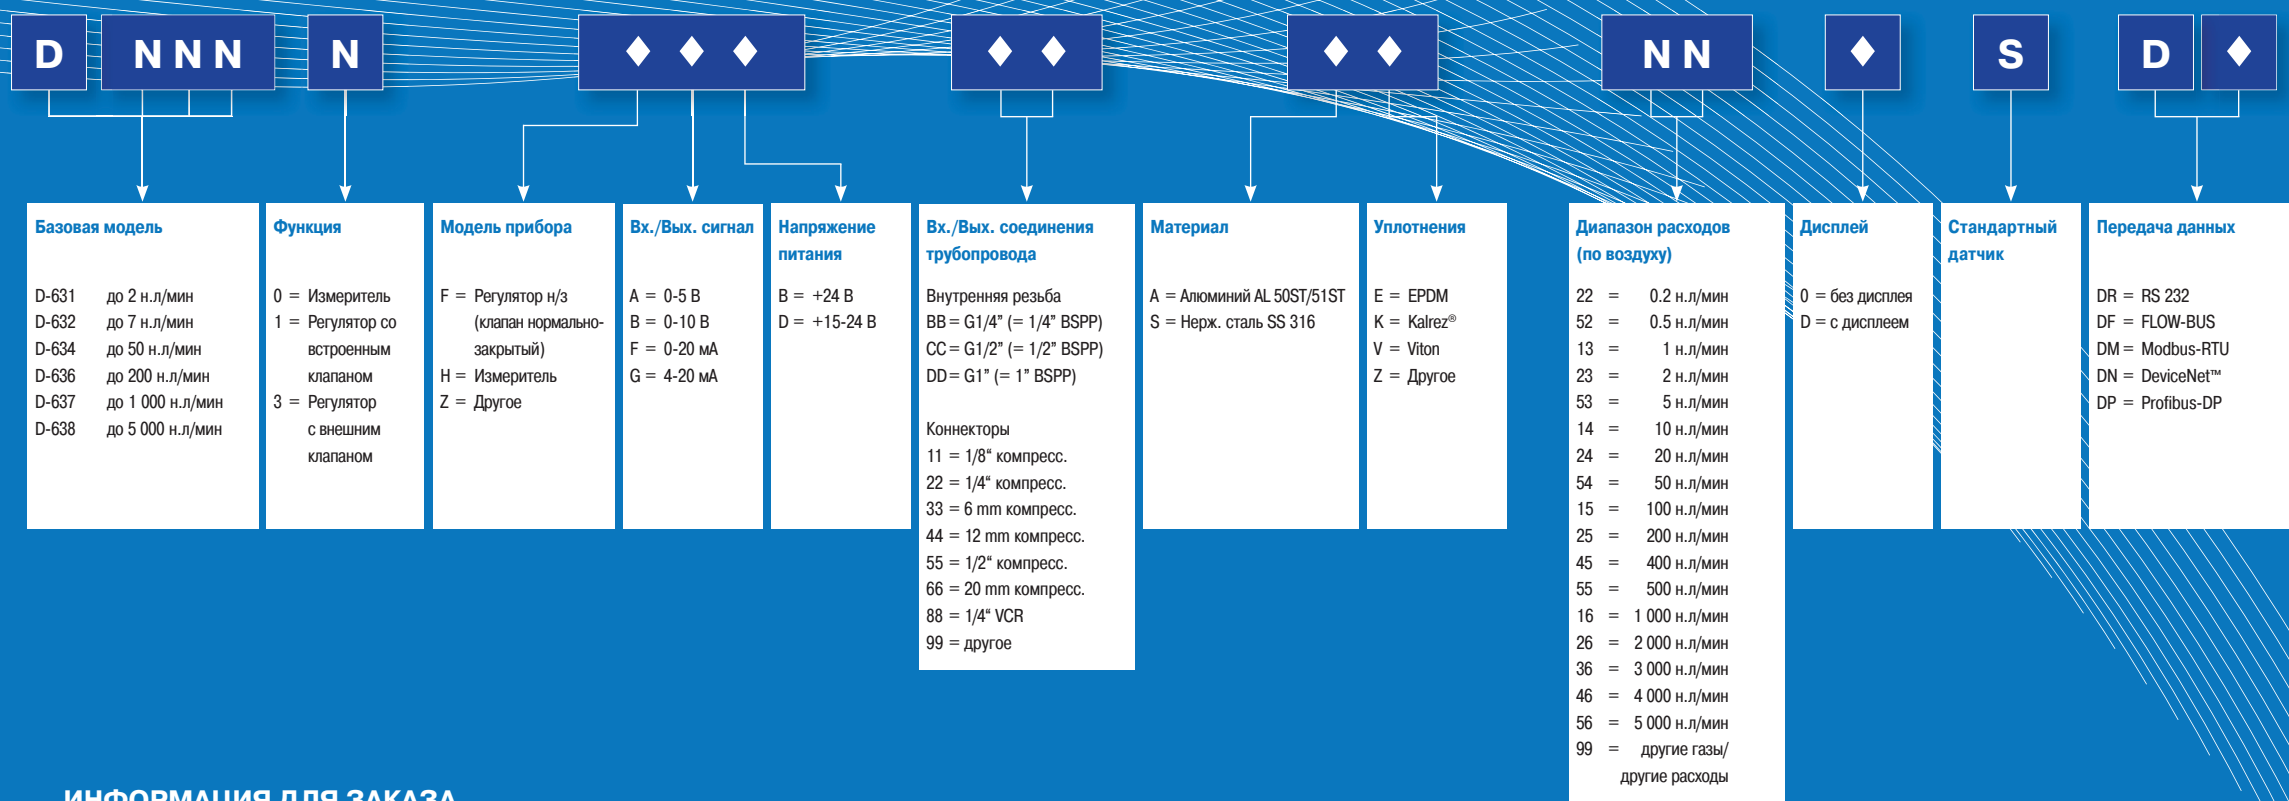 D NNN N ♦ ♦ ♦ ♦ ♦ ♦ ♦ NN ♦ S D ♦
Базовая модель
D-631 до 2 н.л/мин
D-632 до 7 н.л/мин
D-634 до 50 н.л/мин
D-636 до 200 н.л/мин
D-637 до 1 000 н.л/мин
D-638 до 5 000 н.л/мин
Функция
0 = Измеритель
1 = Регулятор со
встроенным
клапаном
3 = Регулятор
с внешним
клапаном
Модель прибора
F = Регулятор н/з
(клапан нормально-
закрытый)
H = Измеритель
Z = Другое
Вх./Вых. сигнал
A = 0-5 В
B = 0-10 В
F = 0-20 мА
G = 4-20 мА
Напряжение
питания
B = +24 В
D = +15-24 В
Вх./Вых. соединения
трубопровода
Внутренняя резьба
BB = G1/4” (= 1/4” BSPP)
CC = G1/2” (= 1/2” BSPP)
DD = G1” (= 1” BSPP)
Коннекторы
11 = 1/8“ компресс.
22 = 1/4“ компресс.
33 = 6 mm компресс.
44 = 12 mm компресс.
55 = 1/2“ компресс.
66 = 20 mm компресс.
88 = 1/4“ VCR
99 = другое
Материал
A = Алюминий AL 50ST/51ST
S = Нерж. сталь SS 316
Уплотнения
E = EPDM
K = Kalrez®
V = Viton
Z = Другое
Диапазон расходов
(по воздуху)
22 = 0.2 н.л/мин
52 = 0.5 н.л/мин
13 = 1 н.л/мин
23 = 2 н.л/мин
53 = 5 н.л/мин
14 = 10 н.л/мин
24 = 20 н.л/мин
54 = 50 н.л/мин
15 = 100 н.л/мин
25 = 200 н.л/мин
45 = 400 н.л/мин
55 = 500 н.л/мин
16 = 1 000 н.л/мин
26 = 2 000 н.л/мин
36 = 3 000 н.л/мин
46 = 4 000 н.л/мин
56 = 5 000 н.л/мин
99 = другие газы/
другие расходы
Дисплей
0 = без дисплея
D = с дисплеем
Стандартный
датчик
Передача данных
DR = RS 232
DF = FLOW-BUS
DM = Modbus-RTU
DN = DeviceNet™
DP = Profibus-DP
ИНФОРМАЦИЯ ДЛЯ ЗАКАЗА